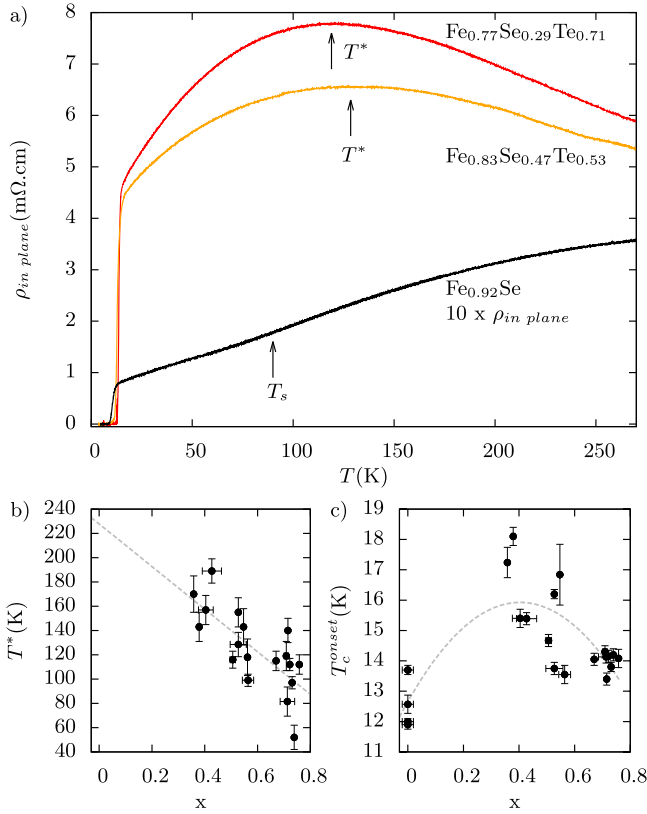 a)
8
7
6
5
4
3
2
1
0
ρin plane(mΩ.cm)
Fe0.77Se0.29Te0.71
T*
T*
Fe0.83Se0.47Te0.53
Fe0.92Se
10 x ρin plane
Ts
0 50 100 150 200 250
T(K)
b)
240
220
200
180
160
140
120
100
80
60
40
T*(K)
0 0.2 0.4 0.6 0.8
x
c)
19
18
17
16
15
14
13
12
11
Tc onset(K)
0 0.2 0.4 0.6 0.8
x